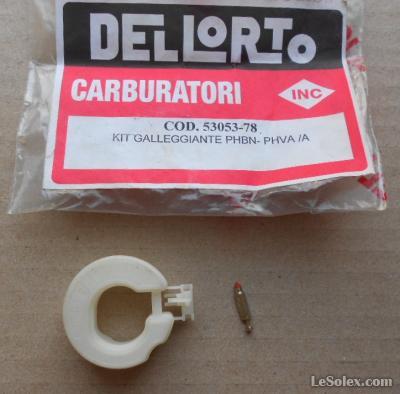 DELLORTO
CARBURATORI
INC
COD. 53053-78
KIT GALLEGGIANTE PHBN- PHVA /A
LeSolex.com